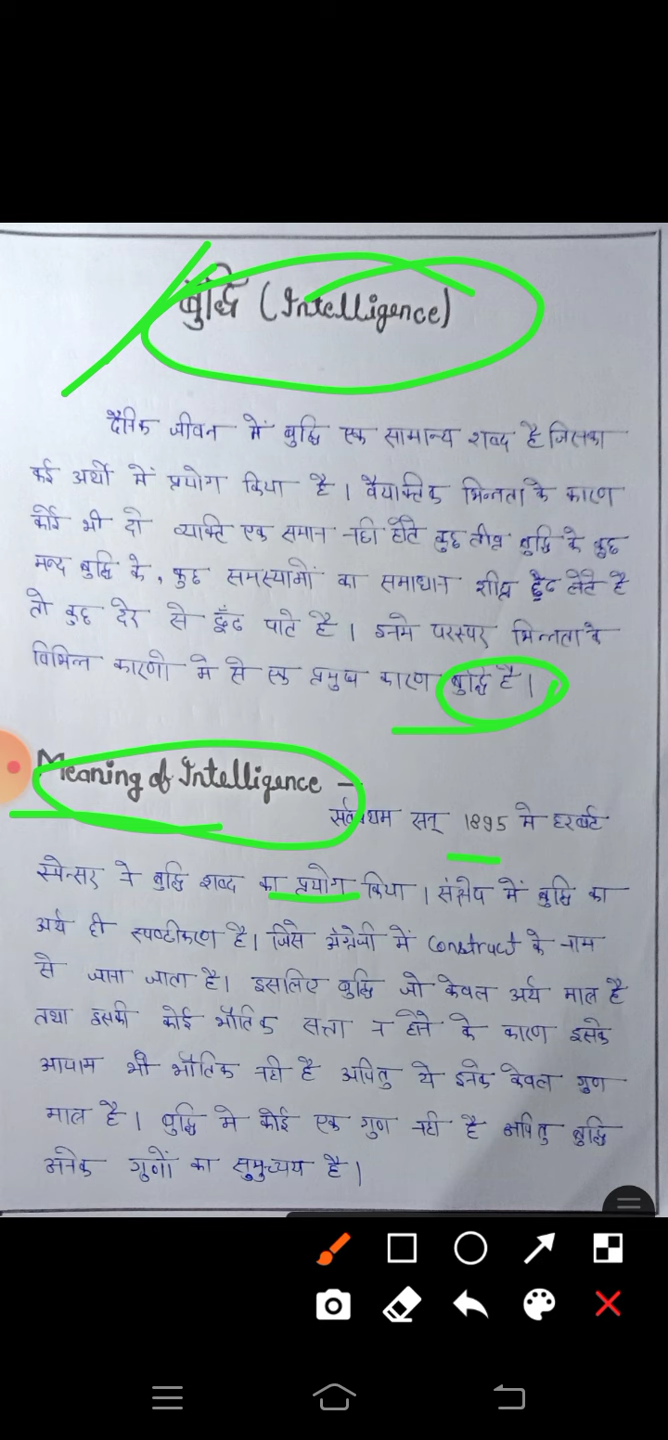 बुद्धि (Intelligence)
दैनिक जीवन में बुद्धि एक सामान्य शब्द है जिसका
कई अर्थो में प्रयोग किया है । वैयाक्तिक भिन्नता के कारण
कोई भी दो व्याक्ति एक समान नही होते कुछ तीव्र बुद्धि के कुछ
मन्द बुद्धि के , कुछ समस्यायों का समाधान शीघ्र ढूँढ लेते है
तो कुछ देर से ढूँढ पाते है । इनमे परस्पर भिन्नता के
विभिन्न कारणो मे से एक प्रमुख कारण बुद्धि है ।
Meaning of Intelligence –
सर्वप्रथम सन् 1895 मे हरबर्ट
स्पेन्सर ने बुद्धि शब्द का प्रयोग किया । संक्षेप में बुद्धि का
अर्थ ही स्पष्टीकरण है । जिसे अंग्रेजी में Construct के नाम
से जाना जाता है । इसलिए बुद्धि जो केवल अर्थ मात्र है
तथा इसकी कोई भौतिक सत्ता न होने के कारण इसके
आयाम भी भौतिक नही है अपितु ये इनके केवल गुण
मात्र है । बुद्धि मे कोई एक गुण नही है अपितु बुद्धि
अनेक गुणों का समुच्चय है ।